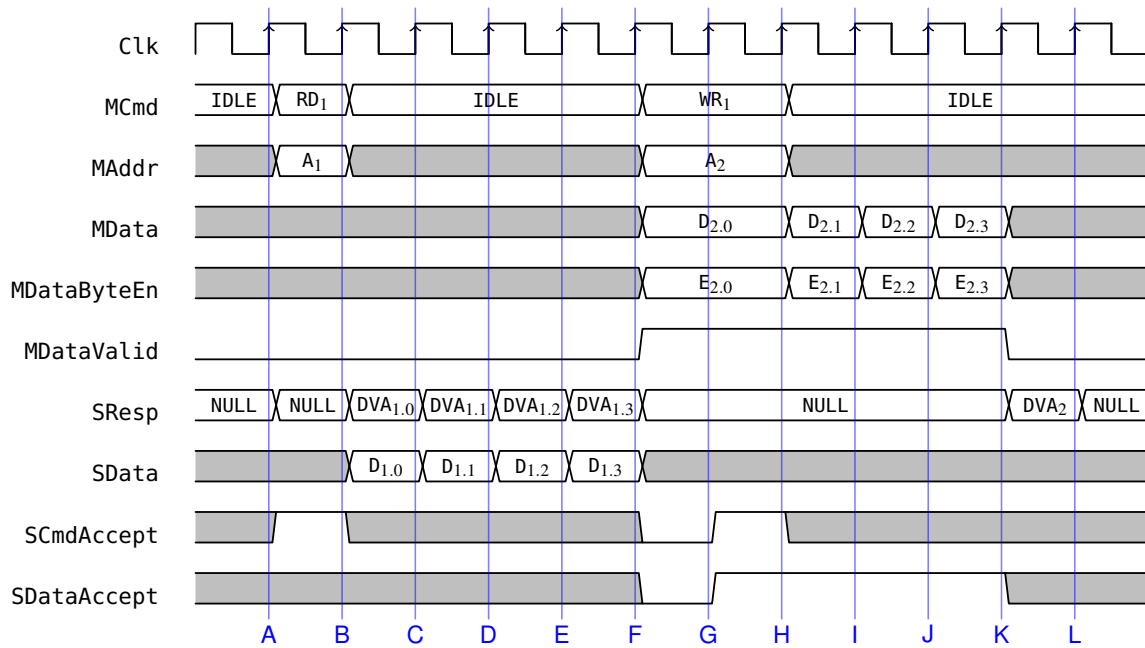 Clk
MCmd IDLE RD₁ IDLE WR₁ IDLE
MAddr A₁ A₂
MData D₂.₀ D₂.₁ D₂.₂ D₂.₃
MDataByteEn E₂.₀ E₂.₁ E₂.₂ E₂.₃
MDataValid
SResp NULL NULL DVA₁.₀ DVA₁.₁ DVA₁.₂ DVA₁.₃ NULL DVA₂ NULL
SData D₁.₀ D₁.₁ D₁.₂ D₁.₃
SCmdAccept
SDataAccept
A B C D E F G H I J K L